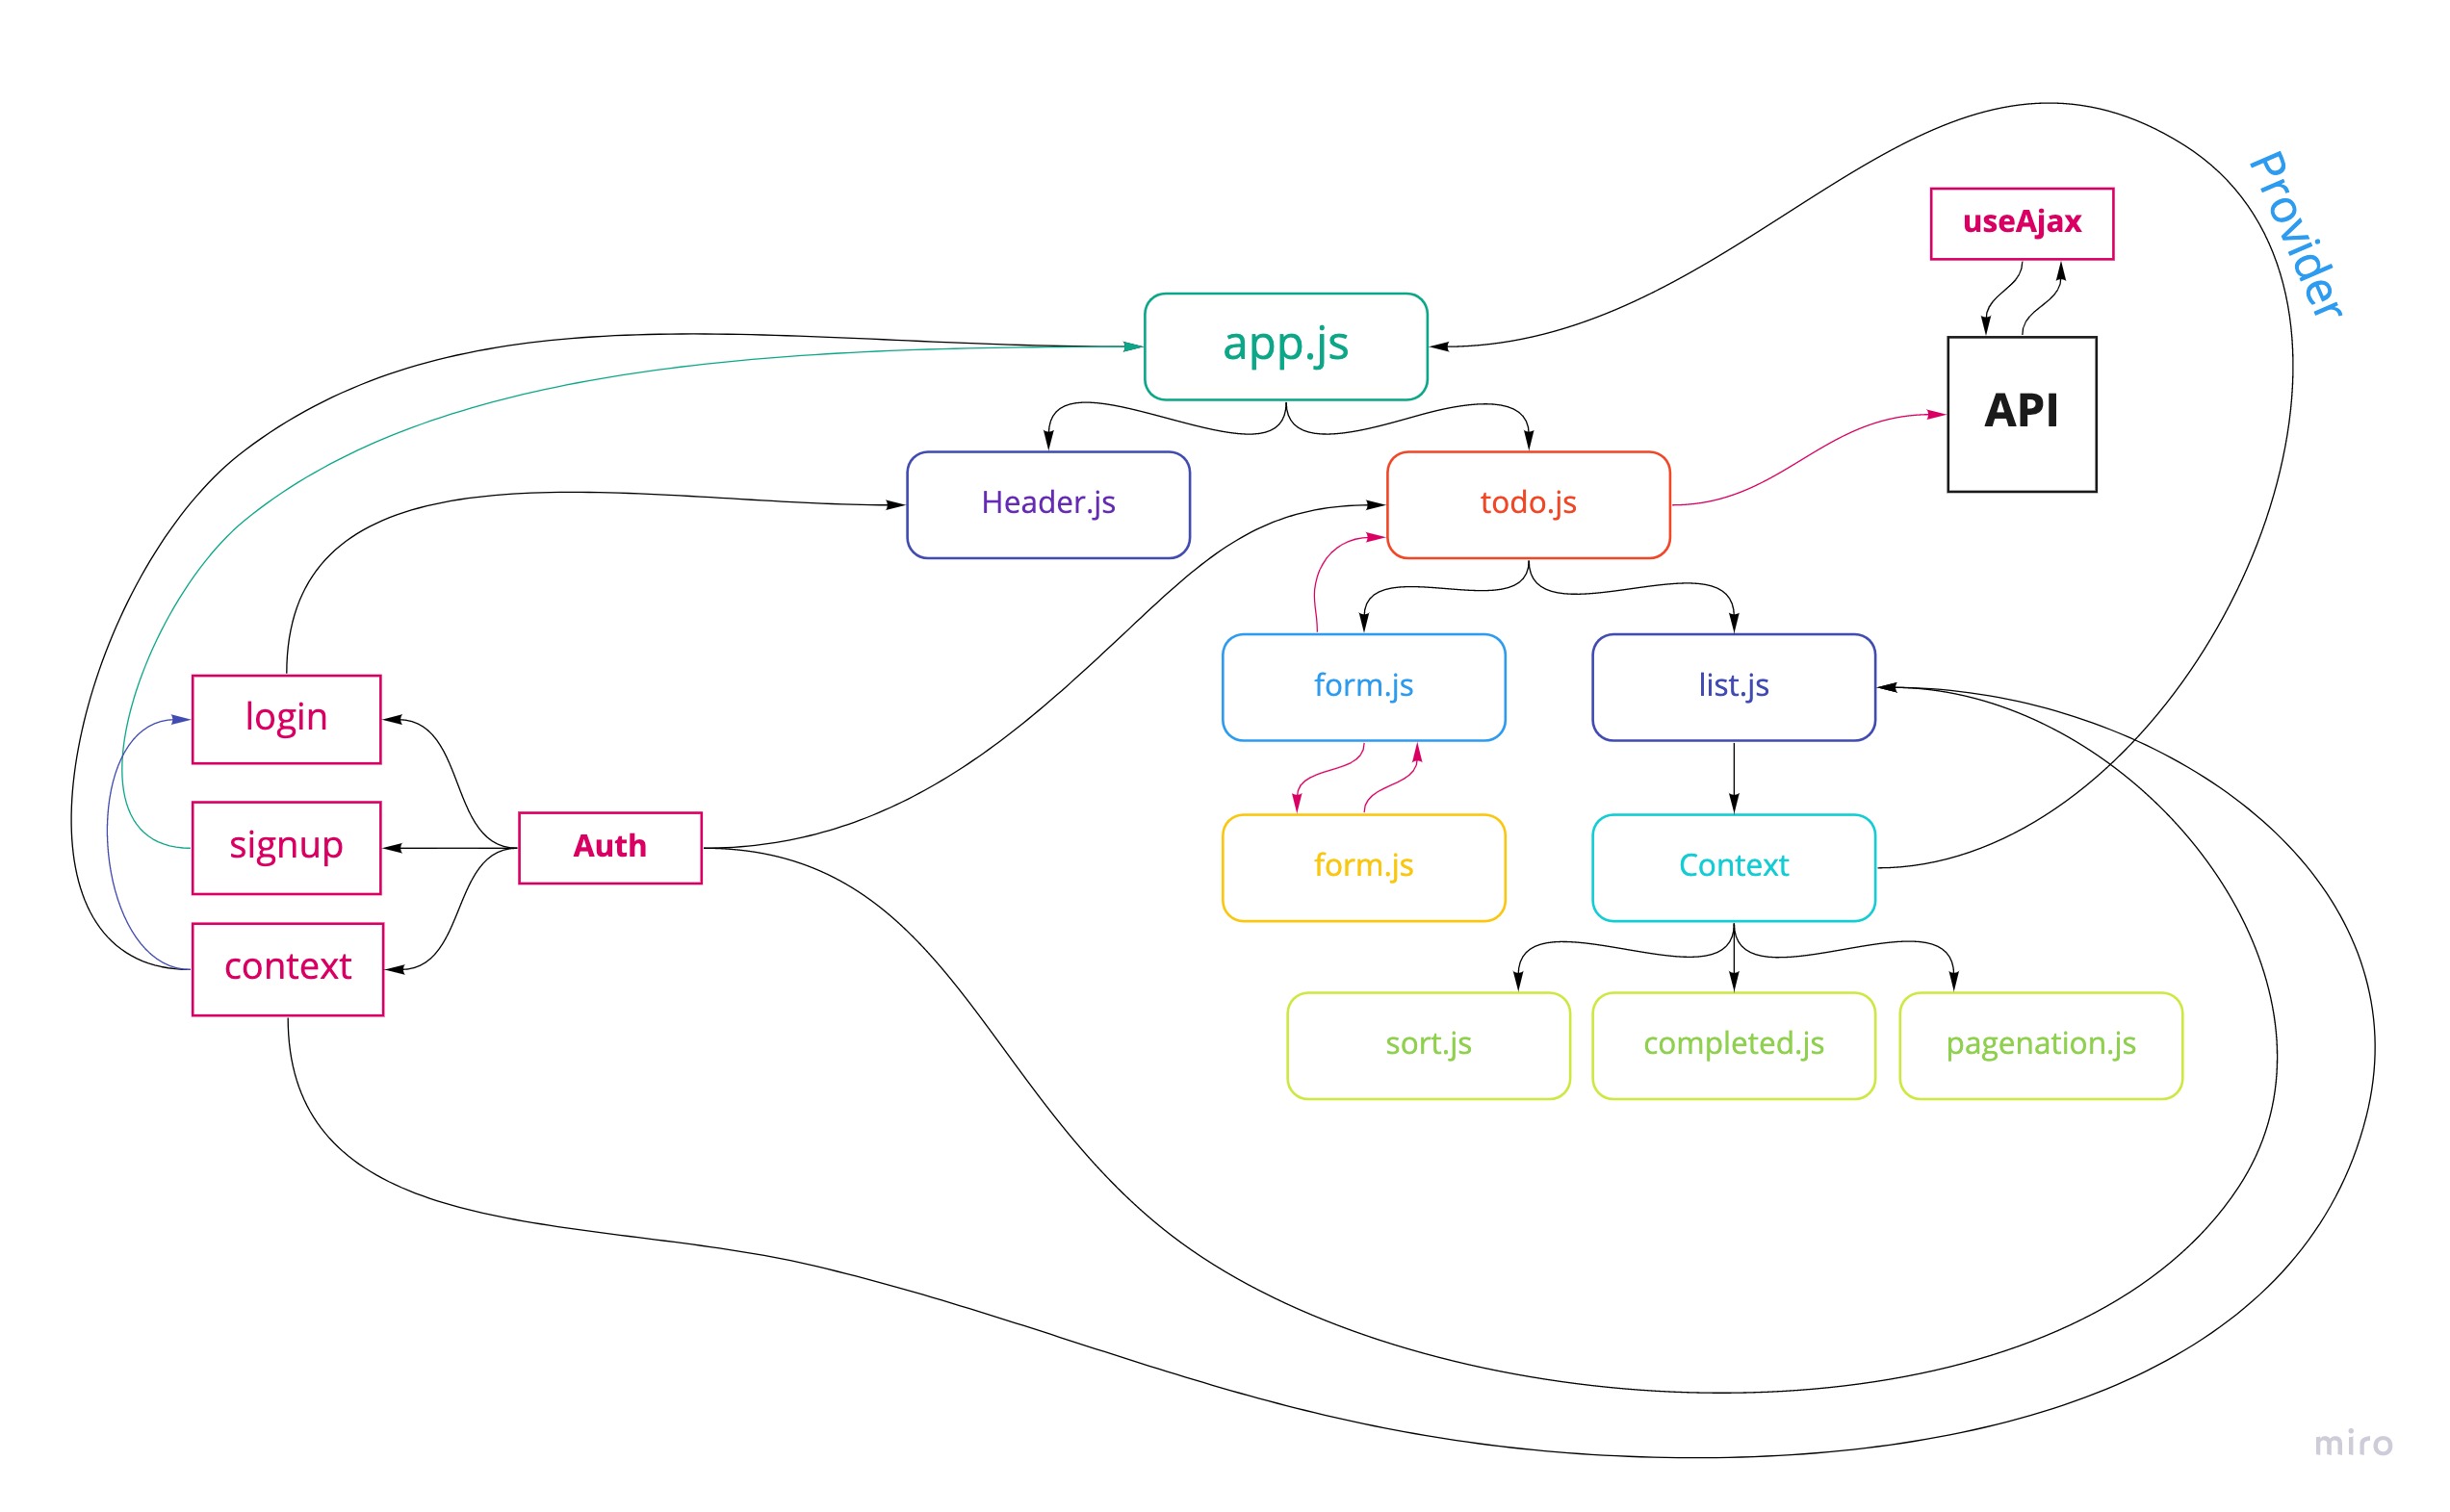 Provider
useAjax
app.js
API
Header.js
todo.js
form.js
list.js
login
signup
Auth
form.js
Context
context
sort.js
completed.js
pagenation.js
miro